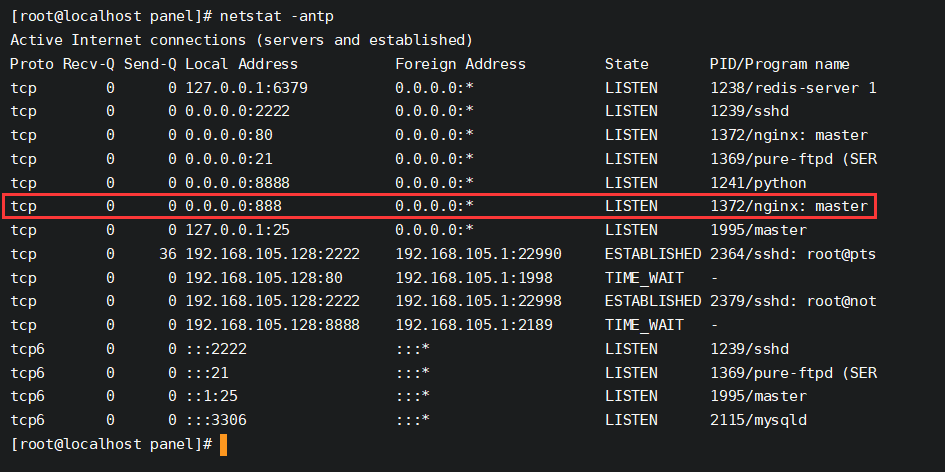 [root@localhost panel]# netstat -antp
Active Internet connections (servers and established)
Proto Recv-Q Send-Q Local Address           Foreign Address         State       PID/Program name
tcp        0      0 127.0.0.1:6379          0.0.0.0:*               LISTEN      1238/redis-server 1
tcp        0      0 0.0.0.0:2222            0.0.0.0:*               LISTEN      1239/sshd
tcp        0      0 0.0.0.0:80              0.0.0.0:*               LISTEN      1372/nginx: master
tcp        0      0 0.0.0.0:21              0.0.0.0:*               LISTEN      1369/pure-ftpd (SER
tcp        0      0 0.0.0.0:8888            0.0.0.0:*               LISTEN      1241/python
tcp        0      0 0.0.0.0:888             0.0.0.0:*               LISTEN      1372/nginx: master
tcp        0      0 127.0.0.1:25            0.0.0.0:*               LISTEN      1995/master
tcp        0     36 192.168.105.128:2222    192.168.105.1:22990     ESTABLISHED 2364/sshd: root@pts
tcp        0      0 192.168.105.128:80      192.168.105.1:1998      TIME_WAIT   -
tcp        0      0 192.168.105.128:2222    192.168.105.1:22998     ESTABLISHED 2379/sshd: root@not
tcp        0      0 192.168.105.128:8888    192.168.105.1:2189      TIME_WAIT   -
tcp6       0      0 :::2222                 :::*                    LISTEN      1239/sshd
tcp6       0      0 :::21                   :::*                    LISTEN      1369/pure-ftpd (SER
tcp6       0      0 ::1:25                  :::*                    LISTEN      1995/master
tcp6       0      0 :::3306                 :::*                    LISTEN      2115/mysqld
[root@localhost panel]#